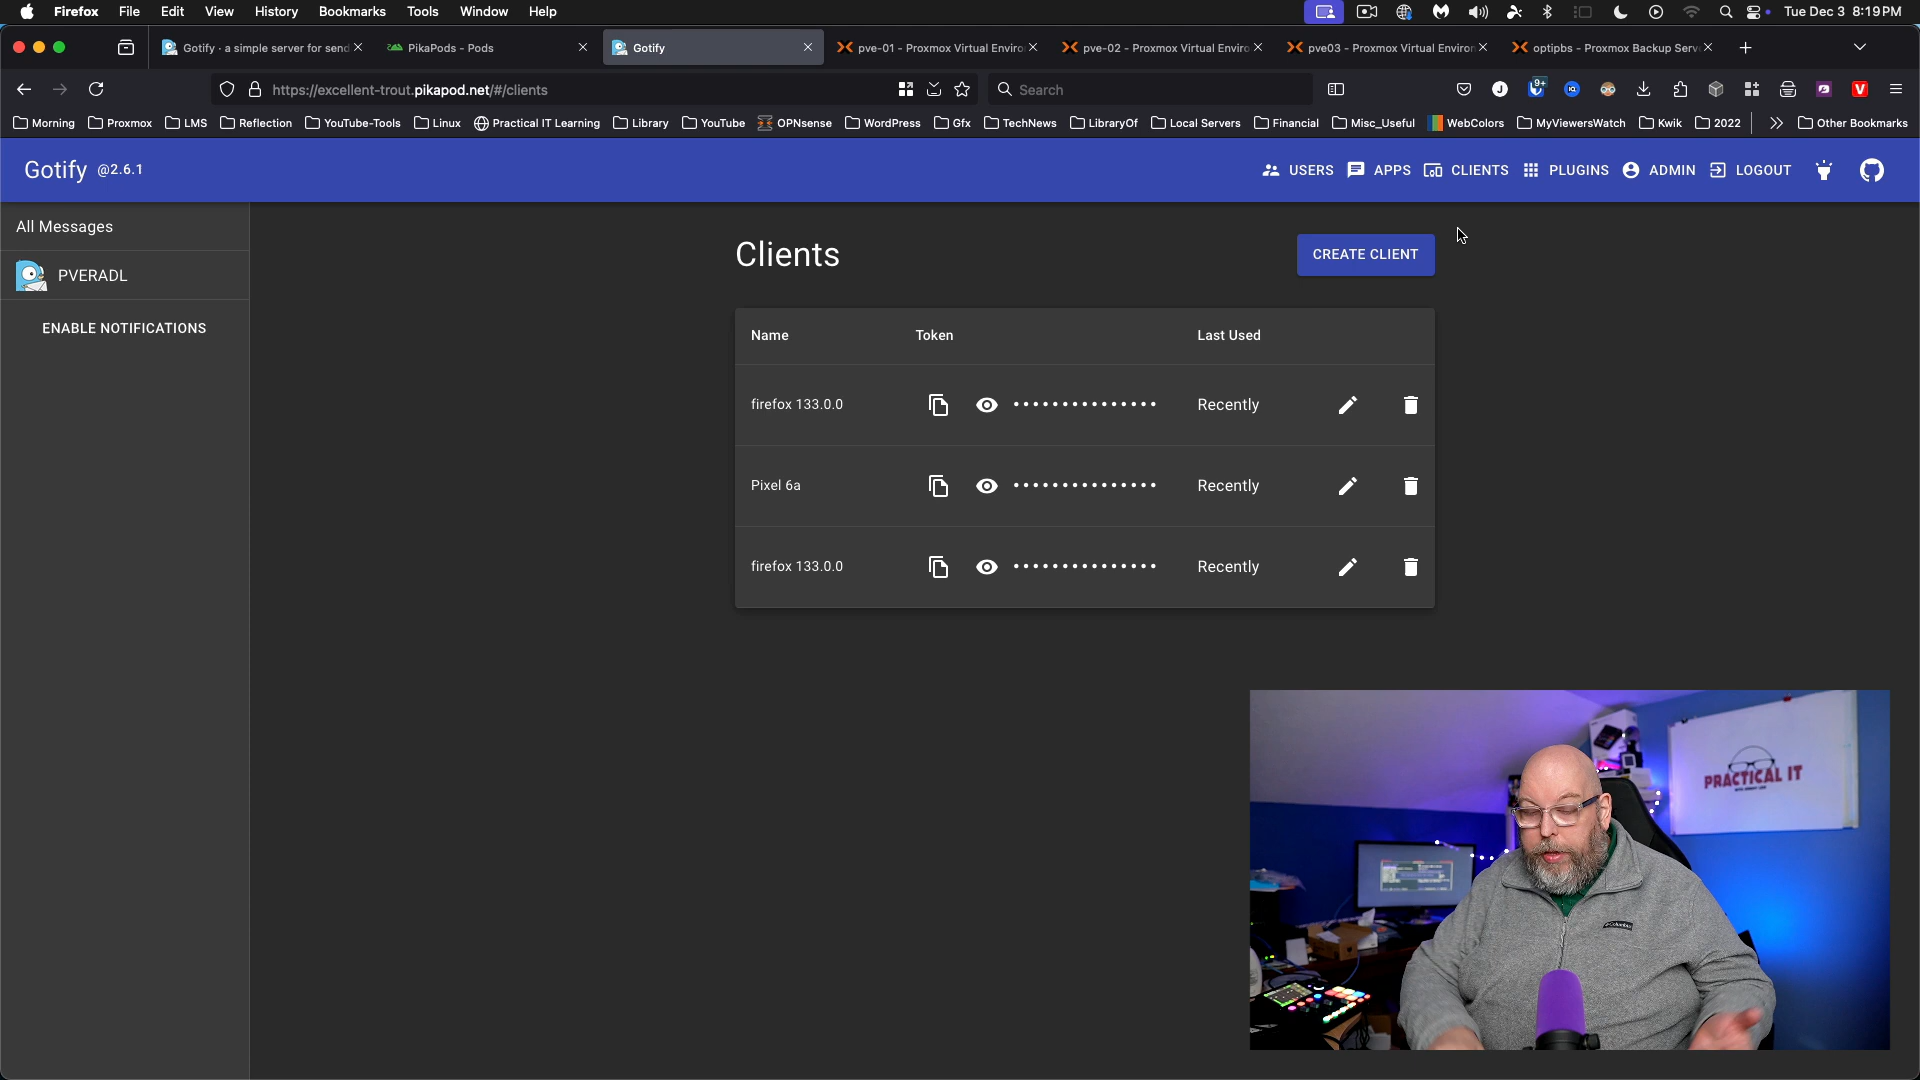 Firefox File Edit View History Bookmarks Tools Window Help Tue Dec 3 8:19 PM
Gotify · a simple server for send PikaPods - Pods Gotify pve-01 - Proxmox Virtual Enviro pve-02 - Proxmox Virtual Enviro pve03 - Proxmox Virtual Environ optipbs - Proxmox Backup Serv
https://excellent-trout.pikapod.net/#/clients Search 9+
Morning Proxmox LMS Reflection YouTube-Tools Linux Practical IT Learning Library YouTube OPNsense WordPress Gfx TechNews LibraryOf Local Servers Financial Misc_Useful WebColors MyViewersWatch Kwik 2022 Other Bookmarks
Gotify @2.6.1 USERS APPS CLIENTS PLUGINS ADMIN LOGOUT
All Messages
PVERADL
ENABLE NOTIFICATIONS
Clients CREATE CLIENT
Name Token Last Used
firefox 133.0.0 ••••••••••••••• Recently
Pixel 6a ••••••••••••••• Recently
firefox 133.0.0 ••••••••••••••• Recently
PRACTICAL IT
Columbia